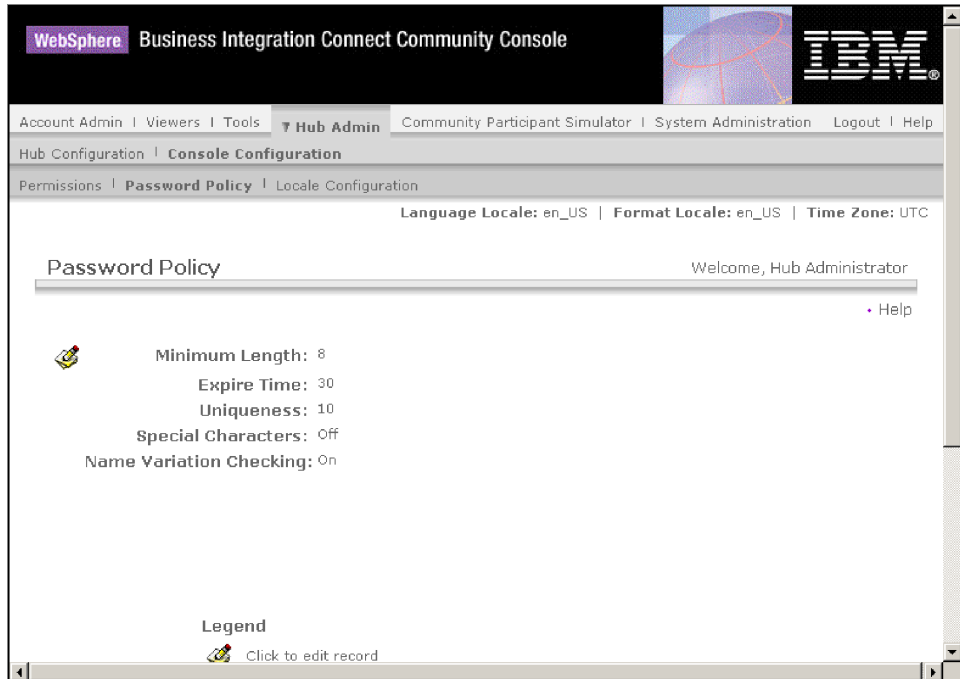 WebSphere Business Integration Connect Community Console
IBM®
Account Admin | Viewers | Tools Hub Admin Community Participant Simulator | System Administration Logout | Help
Hub Configuration | Console Configuration
Permissions | Password Policy | Locale Configuration
Language Locale: en_US | Format Locale: en_US | Time Zone: UTC
Password Policy Welcome, Hub Administrator
• Help
Minimum Length: 8
Expire Time: 30
Uniqueness: 10
Special Characters: Off
Name Variation Checking: On
Legend
Click to edit record